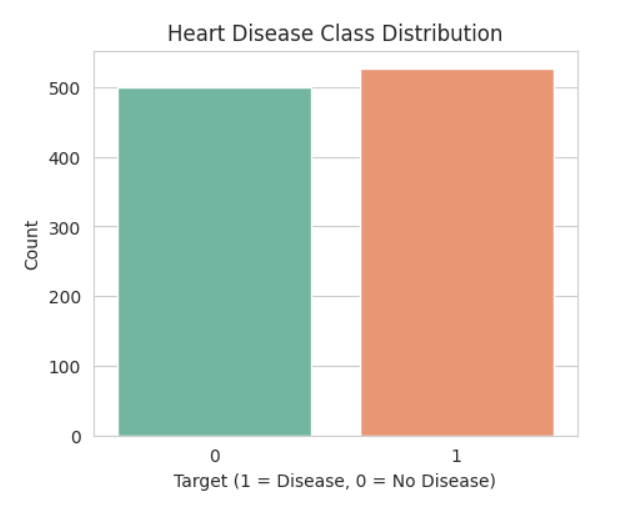 Heart Disease Class Distribution
500
400
300
200
100
0
Count
0 1
Target (1 = Disease, 0 = No Disease)